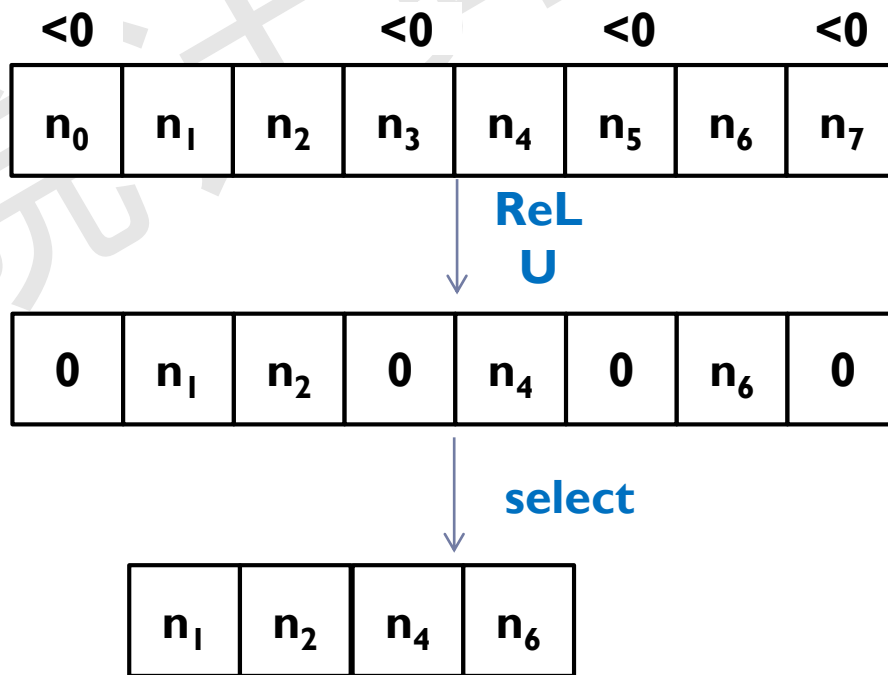 <0 <0 <0 <0
n₀ n₁ n₂ n₃ n₄ n₅ n₆ n₇
ReL
U
0 n₁ n₂ 0 n₄ 0 n₆ 0
select
n₁ n₂ n₄ n₆